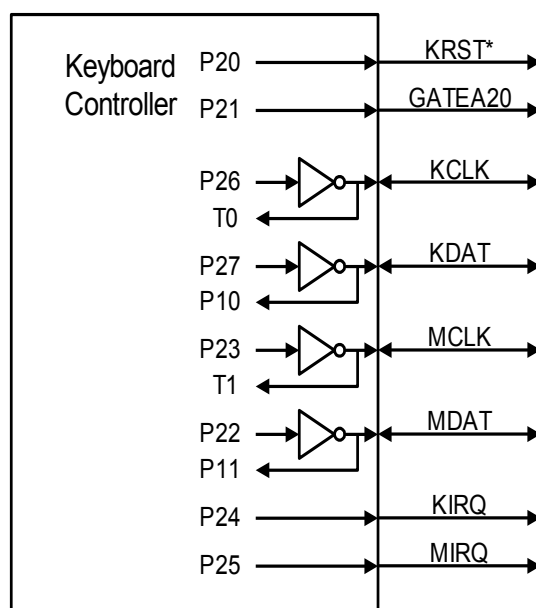 Keyboard
Controller
P20 KRST*
P21 GATEA20
P26 KCLK
T0
P27 KDAT
P10
P23 MCLK
T1
P22 MDAT
P11
P24 KIRQ
P25 MIRQ